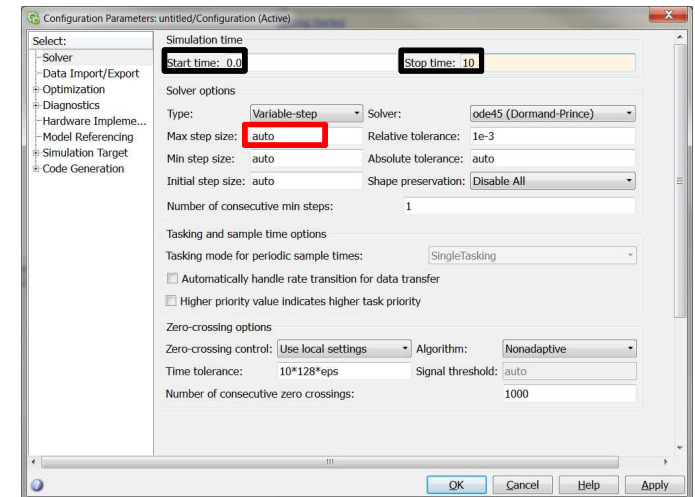 Configuration Parameters: untitled/Configuration (Active)
Select:
Solver
Data Import/Export
Optimization
Diagnostics
Hardware Impleme...
Model Referencing
Simulation Target
Code Generation
Simulation time
Start time: 0.0 Stop time: 10
Solver options
Type: Variable-step Solver: ode45 (Dormand-Prince)
Max step size: auto Relative tolerance: 1e-3
Min step size: auto Absolute tolerance: auto
Initial step size: auto Shape preservation: Disable All
Number of consecutive min steps: 1
Tasking and sample time options
Tasking mode for periodic sample times: SingleTasking
Automatically handle rate transition for data transfer
Higher priority value indicates higher task priority
Zero-crossing options
Zero-crossing control: Use local settings Algorithm: Nonadaptive
Time tolerance: 10*128*eps Signal threshold: auto
Number of consecutive zero crossings: 1000
OK Cancel Help Apply